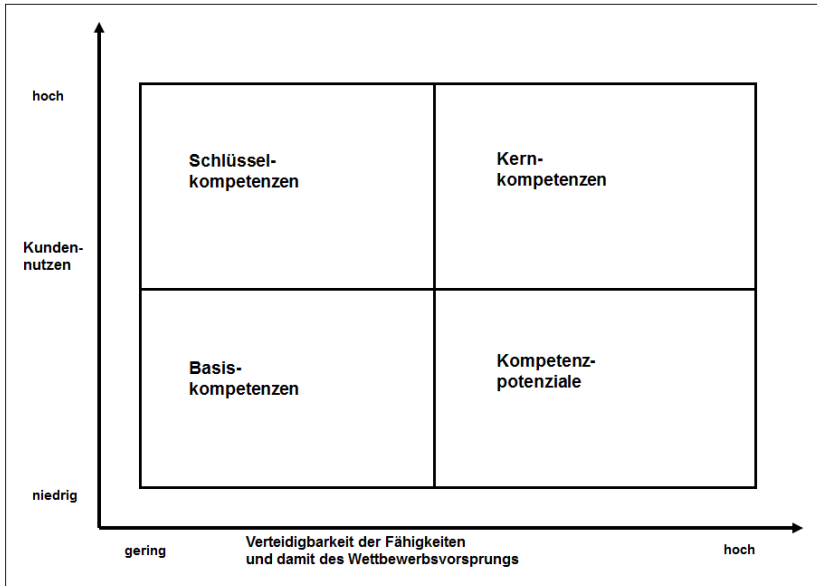 hoch
Schlüssel-
kompetenzen
Kern-
kompetenzen
Kunden-
nutzen
Basis-
kompetenzen
Kompetenz-
potenziale
niedrig
gering
Verteidigbarkeit der Fähigkeiten
und damit des Wettbewerbsvorsprungs
hoch